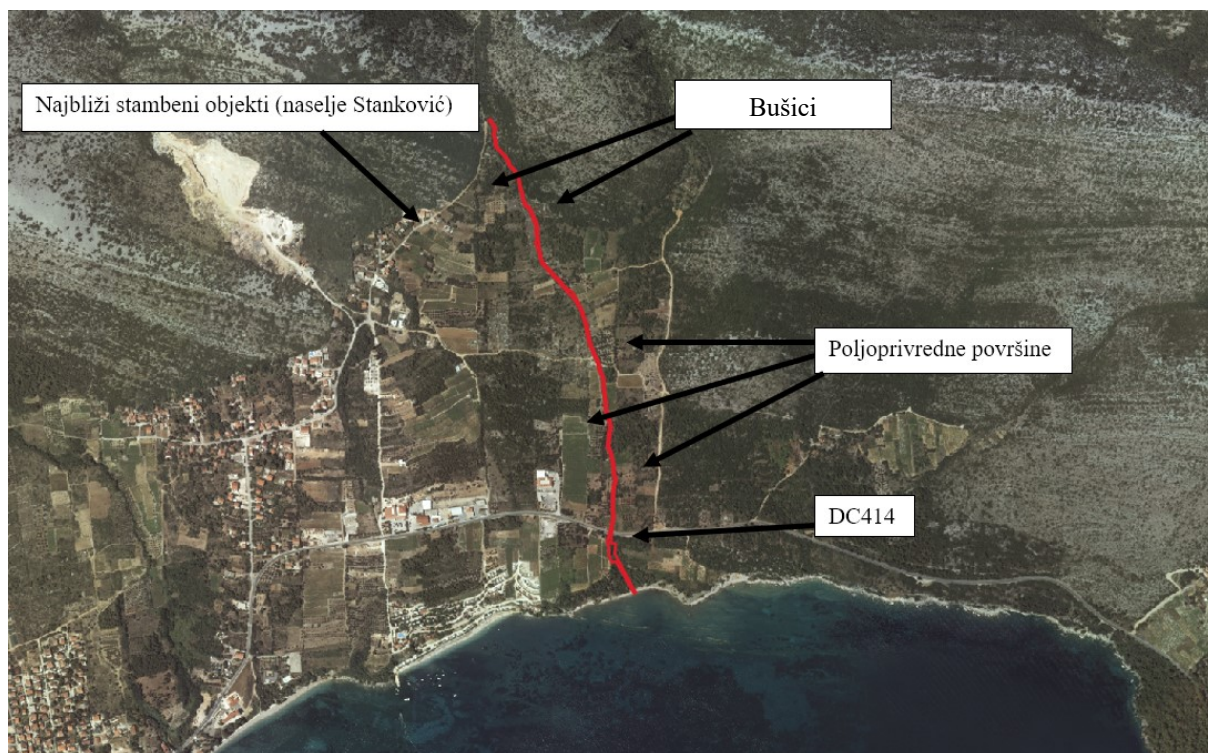 Najbliži stambeni objekti (naselje Stanković)
Bušici
Poljoprivredne površine
DC414